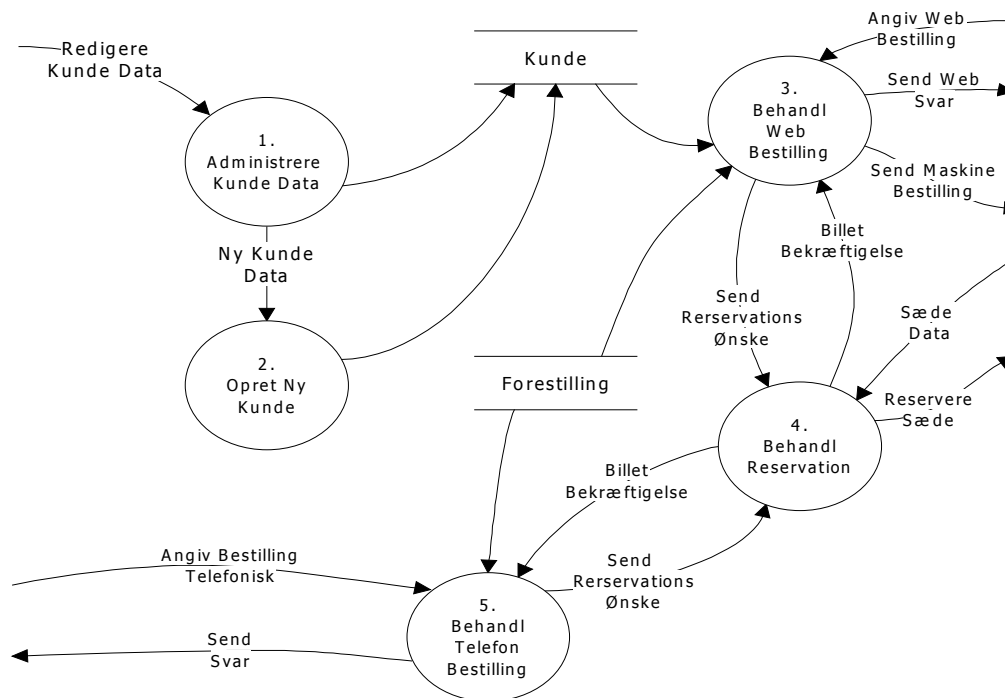 Redigere
Kunde Data
Kunde
Angiv Web
Bestilling
Send Web
Svar
3.
Behandl
Web
Bestilling
1.
Administrere
Kunde Data
Send Maskine
Bestilling
Ny Kunde
Data
Billet
Bekræftigelse
Send
Rerservations
Ønske
Sæde
Data
2.
Opret Ny
Kunde
Forestilling
Reservere
Sæde
4.
Behandl
Reservation
Billet
Bekræftigelse
Angiv Bestilling
Telefonisk
Send
Rerservations
Ønske
5.
Behandl
Telefon
Bestilling
Send
Svar